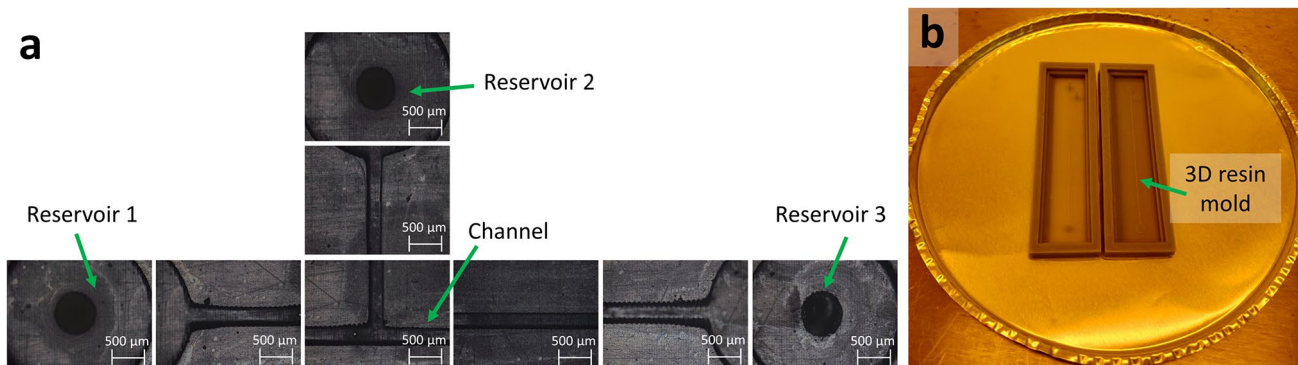 a
Reservoir 2
500 µm
500 µm
Reservoir 1
Channel
Reservoir 3
500 µm
500 µm
500 µm
500 µm
500 µm
500 µm
b
3D resin
mold